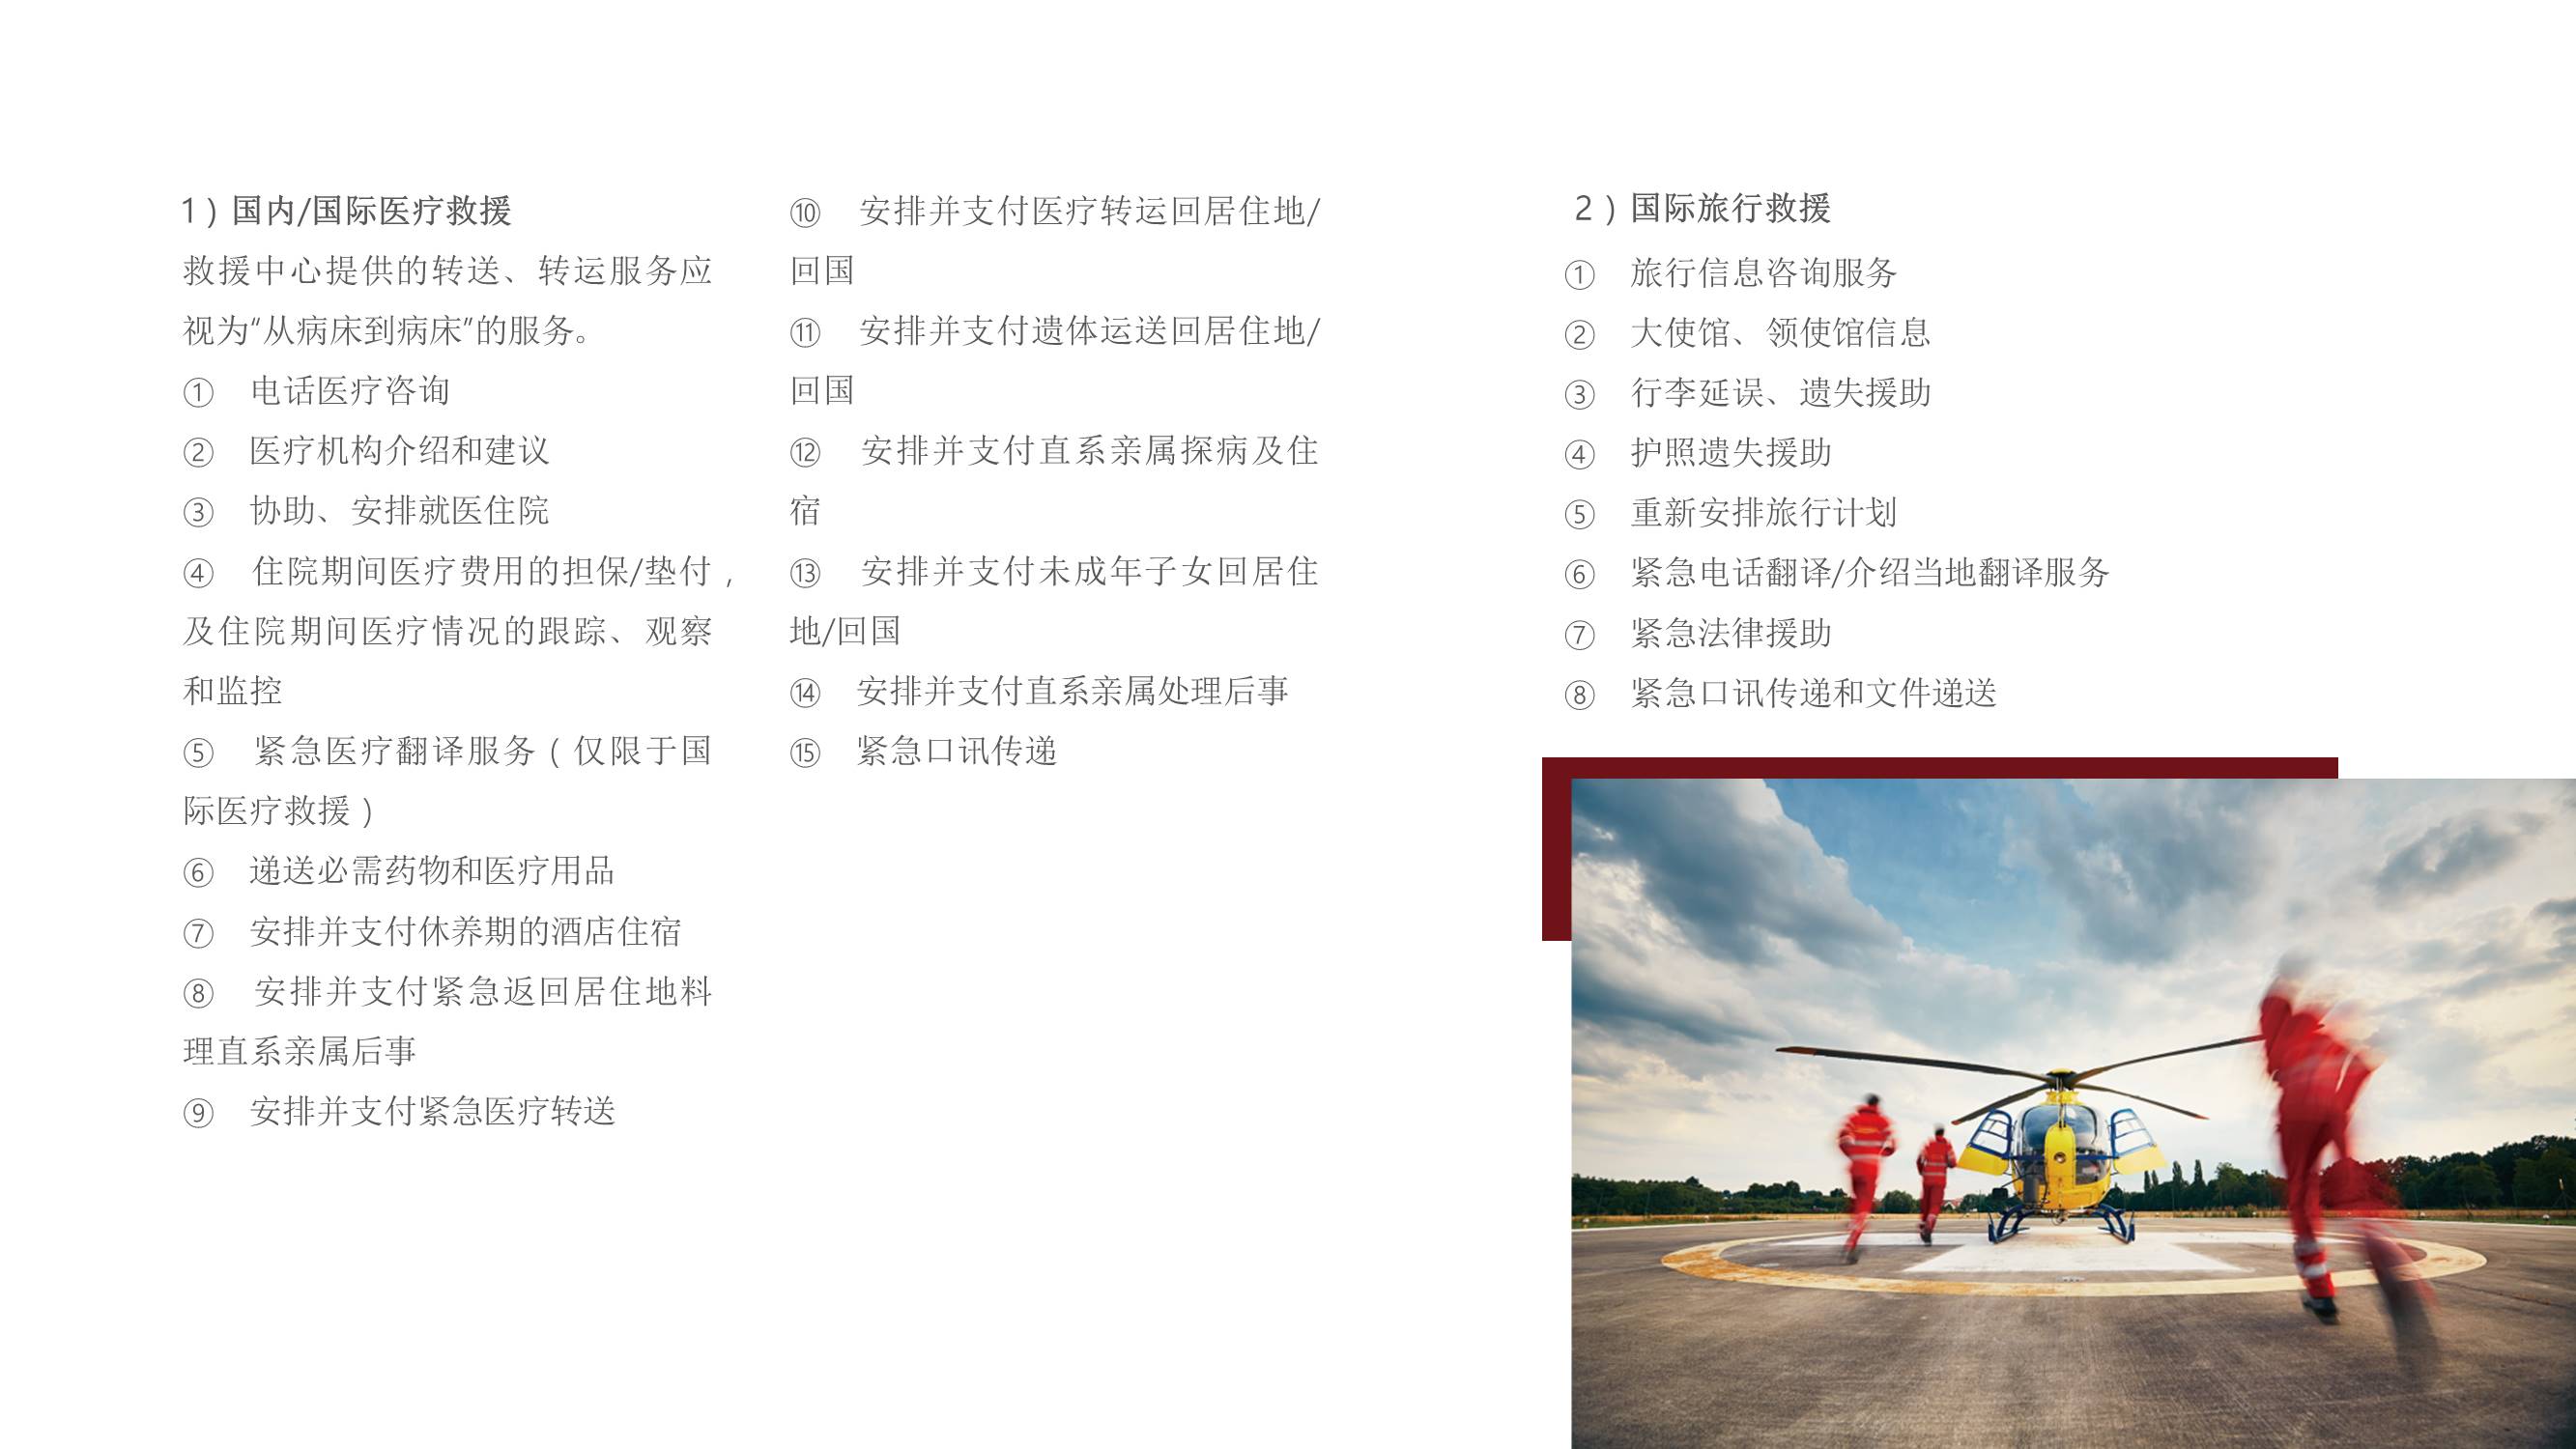 1）国内/国际医疗救援
救援中心提供的转送、转运服务应
视为“从病床到病床”的服务。
① 电话医疗咨询
② 医疗机构介绍和建议
③ 协助、安排就医住院
④ 住院期间医疗费用的担保/垫付，
及住院期间医疗情况的跟踪、观察
和监控
⑤ 紧急医疗翻译服务（仅限于国
际医疗救援）
⑥ 递送必需药物和医疗用品
⑦ 安排并支付休养期的酒店住宿
⑧ 安排并支付紧急返回居住地料
理直系亲属后事
⑨ 安排并支付紧急医疗转送
⑩ 安排并支付医疗转运回居住地/
回国
⑪ 安排并支付遗体运送回居住地/
回国
⑫ 安排并支付直系亲属探病及住
宿
⑬ 安排并支付未成年子女回居住
地/回国
⑭ 安排并支付直系亲属处理后事
⑮ 紧急口讯传递
2）国际旅行救援
① 旅行信息咨询服务
② 大使馆、领使馆信息
③ 行李延误、遗失援助
④ 护照遗失援助
⑤ 重新安排旅行计划
⑥ 紧急电话翻译/介绍当地翻译服务
⑦ 紧急法律援助
⑧ 紧急口讯传递和文件递送